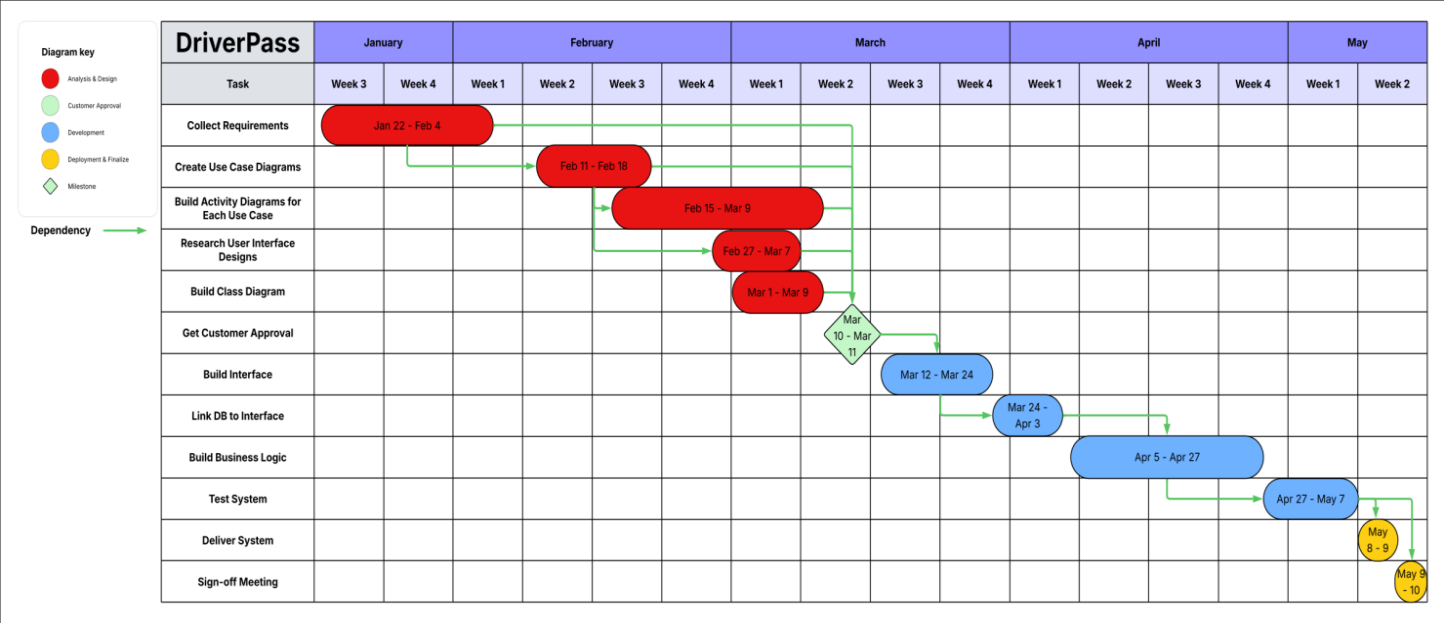 Diagram key
Analysis & Design
Customer Approval
Development
Deployment & Finalize
Milestone
Dependency
DriverPass
January
February
March
April
May
Task
Week 3
Week 4
Week 1
Week 2
Week 3
Week 4
Week 1
Week 2
Week 3
Week 4
Week 1
Week 2
Week 3
Week 4
Week 1
Week 2
Collect Requirements
Jan 22 - Feb 4
Create Use Case Diagrams
Feb 11 - Feb 18
Build Activity Diagrams for
Each Use Case
Feb 15 - Mar 9
Research User Interface
Designs
Feb 27 - Mar 7
Build Class Diagram
Mar 1 - Mar 9
Get Customer Approval
Mar
10 - Mar
11
Build Interface
Mar 12 - Mar 24
Link DB to Interface
Mar 24 -
Apr 3
Build Business Logic
Apr 5 - Apr 27
Test System
Apr 27 - May 7
Deliver System
May
8 - 9
Sign-off Meeting
May 9
- 10